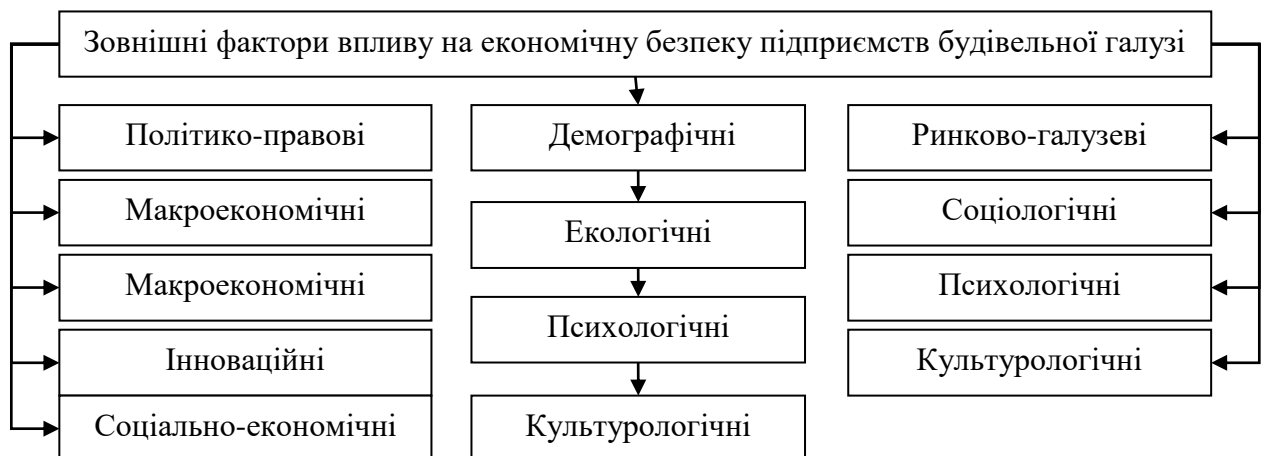 Зовнішні фактори впливу на економічну безпеку підприємств будівельної галузі
Політико-правові
Макроекономічні
Макроекономічні
Інноваційні
Соціально-економічні
Демографічні
Екологічні
Психологічні
Культурологічні
Ринково-галузеві
Соціологічні
Психологічні
Культурологічні